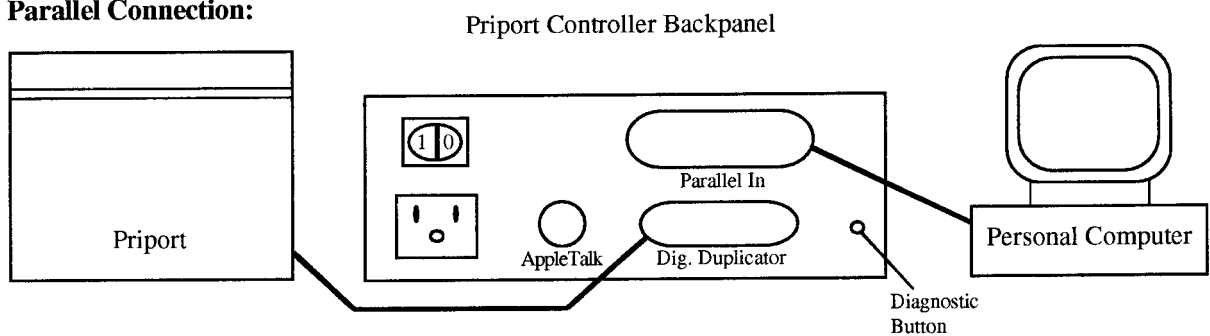 Parallel Connection:
Priport Controller Backpanel
1 0
Parallel In
Priport
AppleTalk
Dig. Duplicator
Personal Computer
Diagnostic
Button